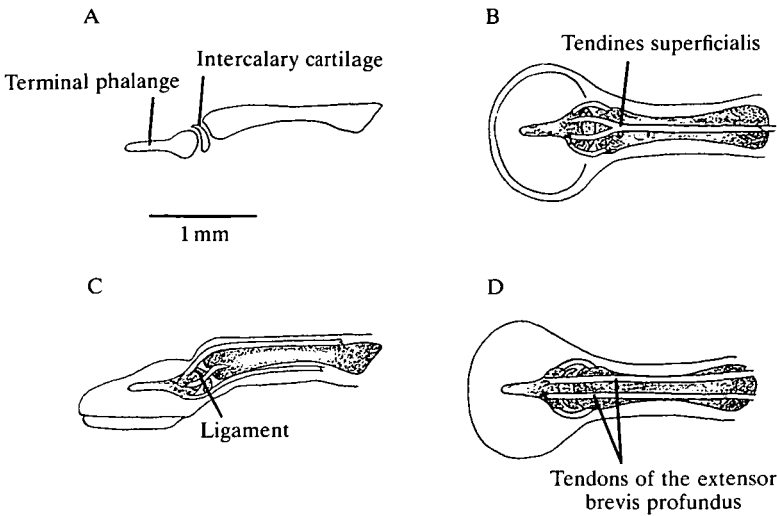 A
B
Tendines superficialis
Intercalary cartilage
Terminal phalange
1 mm
C
D
Ligament
Tendons of the extensor
brevis profundus